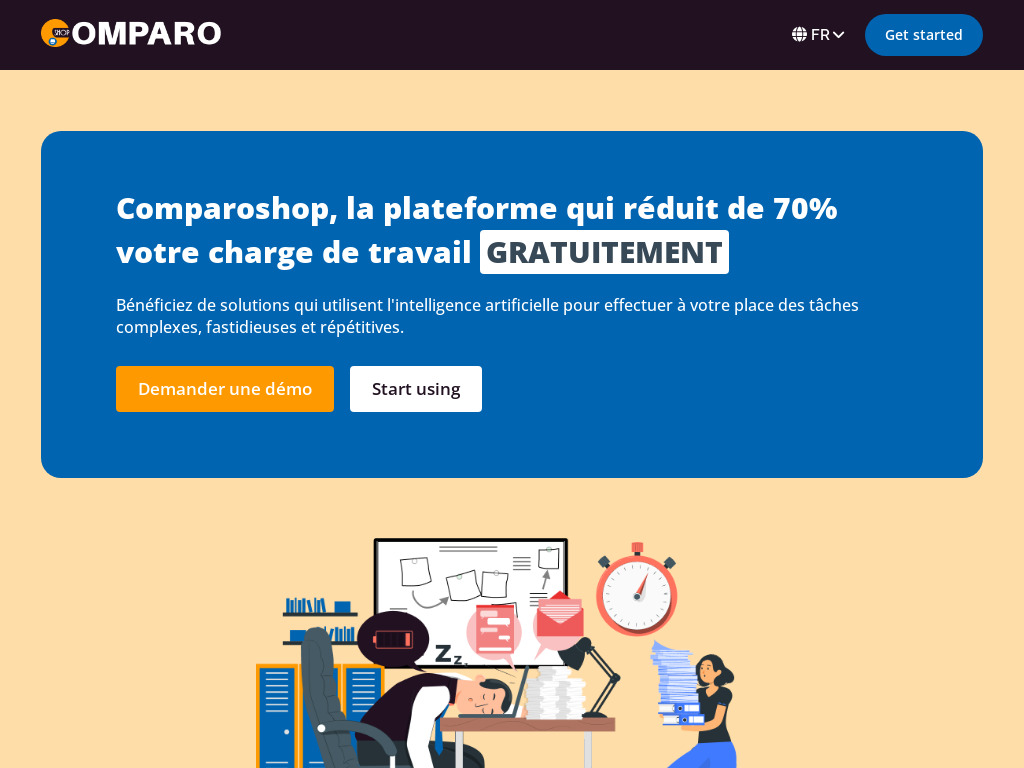 SHOP
OMPARO
FR
Get started
Comparoshop, la plateforme qui réduit de 70%
votre charge de travail GRATUITEMENT
Bénéficiez de solutions qui utilisent l'intelligence artificielle pour effectuer à votre place des tâches
complexes, fastidieuses et répétitives.
Demander une démo
Start using
Zz.